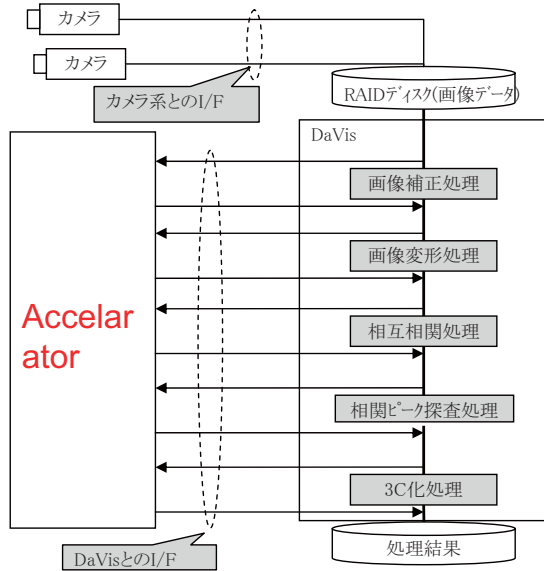 カメラ
カメラ
カメラ系とのI/F
RAIDディスク(画像データ)
DaVis
画像補正処理
画像変形処理
Accelar
ator
相互相関処理
相関ピーク探査処理
3C化処理
DaVisとのI/F
処理結果